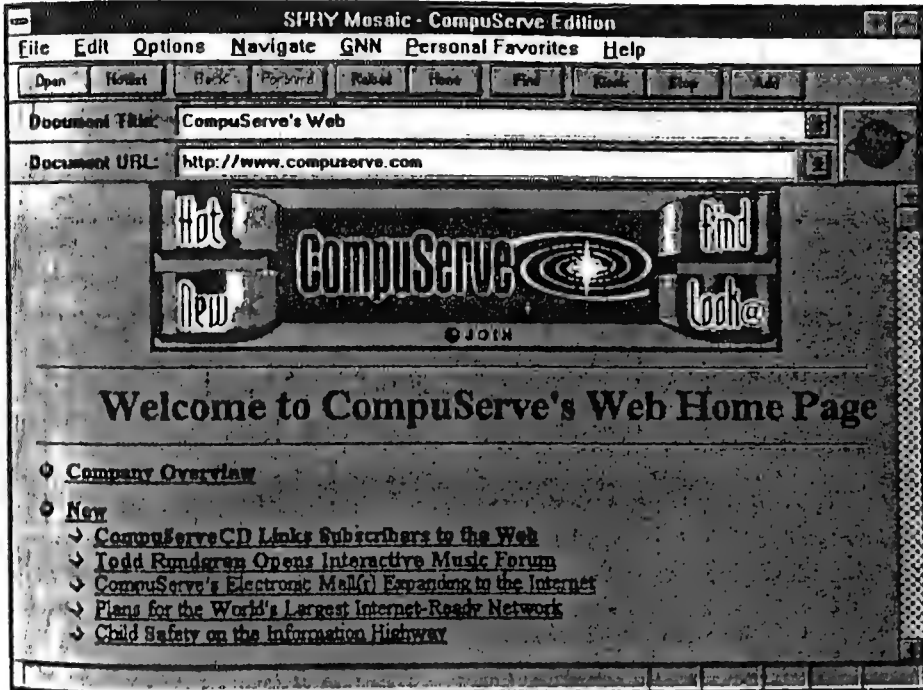 SPRY Mosaic - CompuServe Edition
File Edit Options Navigate GNN Personal Favorites Help
Open Hotlist Back Forward Reload Home Find Stop Add
Document Title: CompuServe's Web
Document URL: http://www.compuserve.com
Hot Find
CompuServe
New Look@
JOIN
Welcome to CompuServe's Web Home Page
Company Overview
New
CompuServeCD Links Subscribers to the Web
Todd Rundgren Opens Interactive Music Forum
CompuServe's Electronic Mall(r) Expanding to the Internet
Plans for the World's Largest Internet-Ready Network
Child Safety on the Information Highway